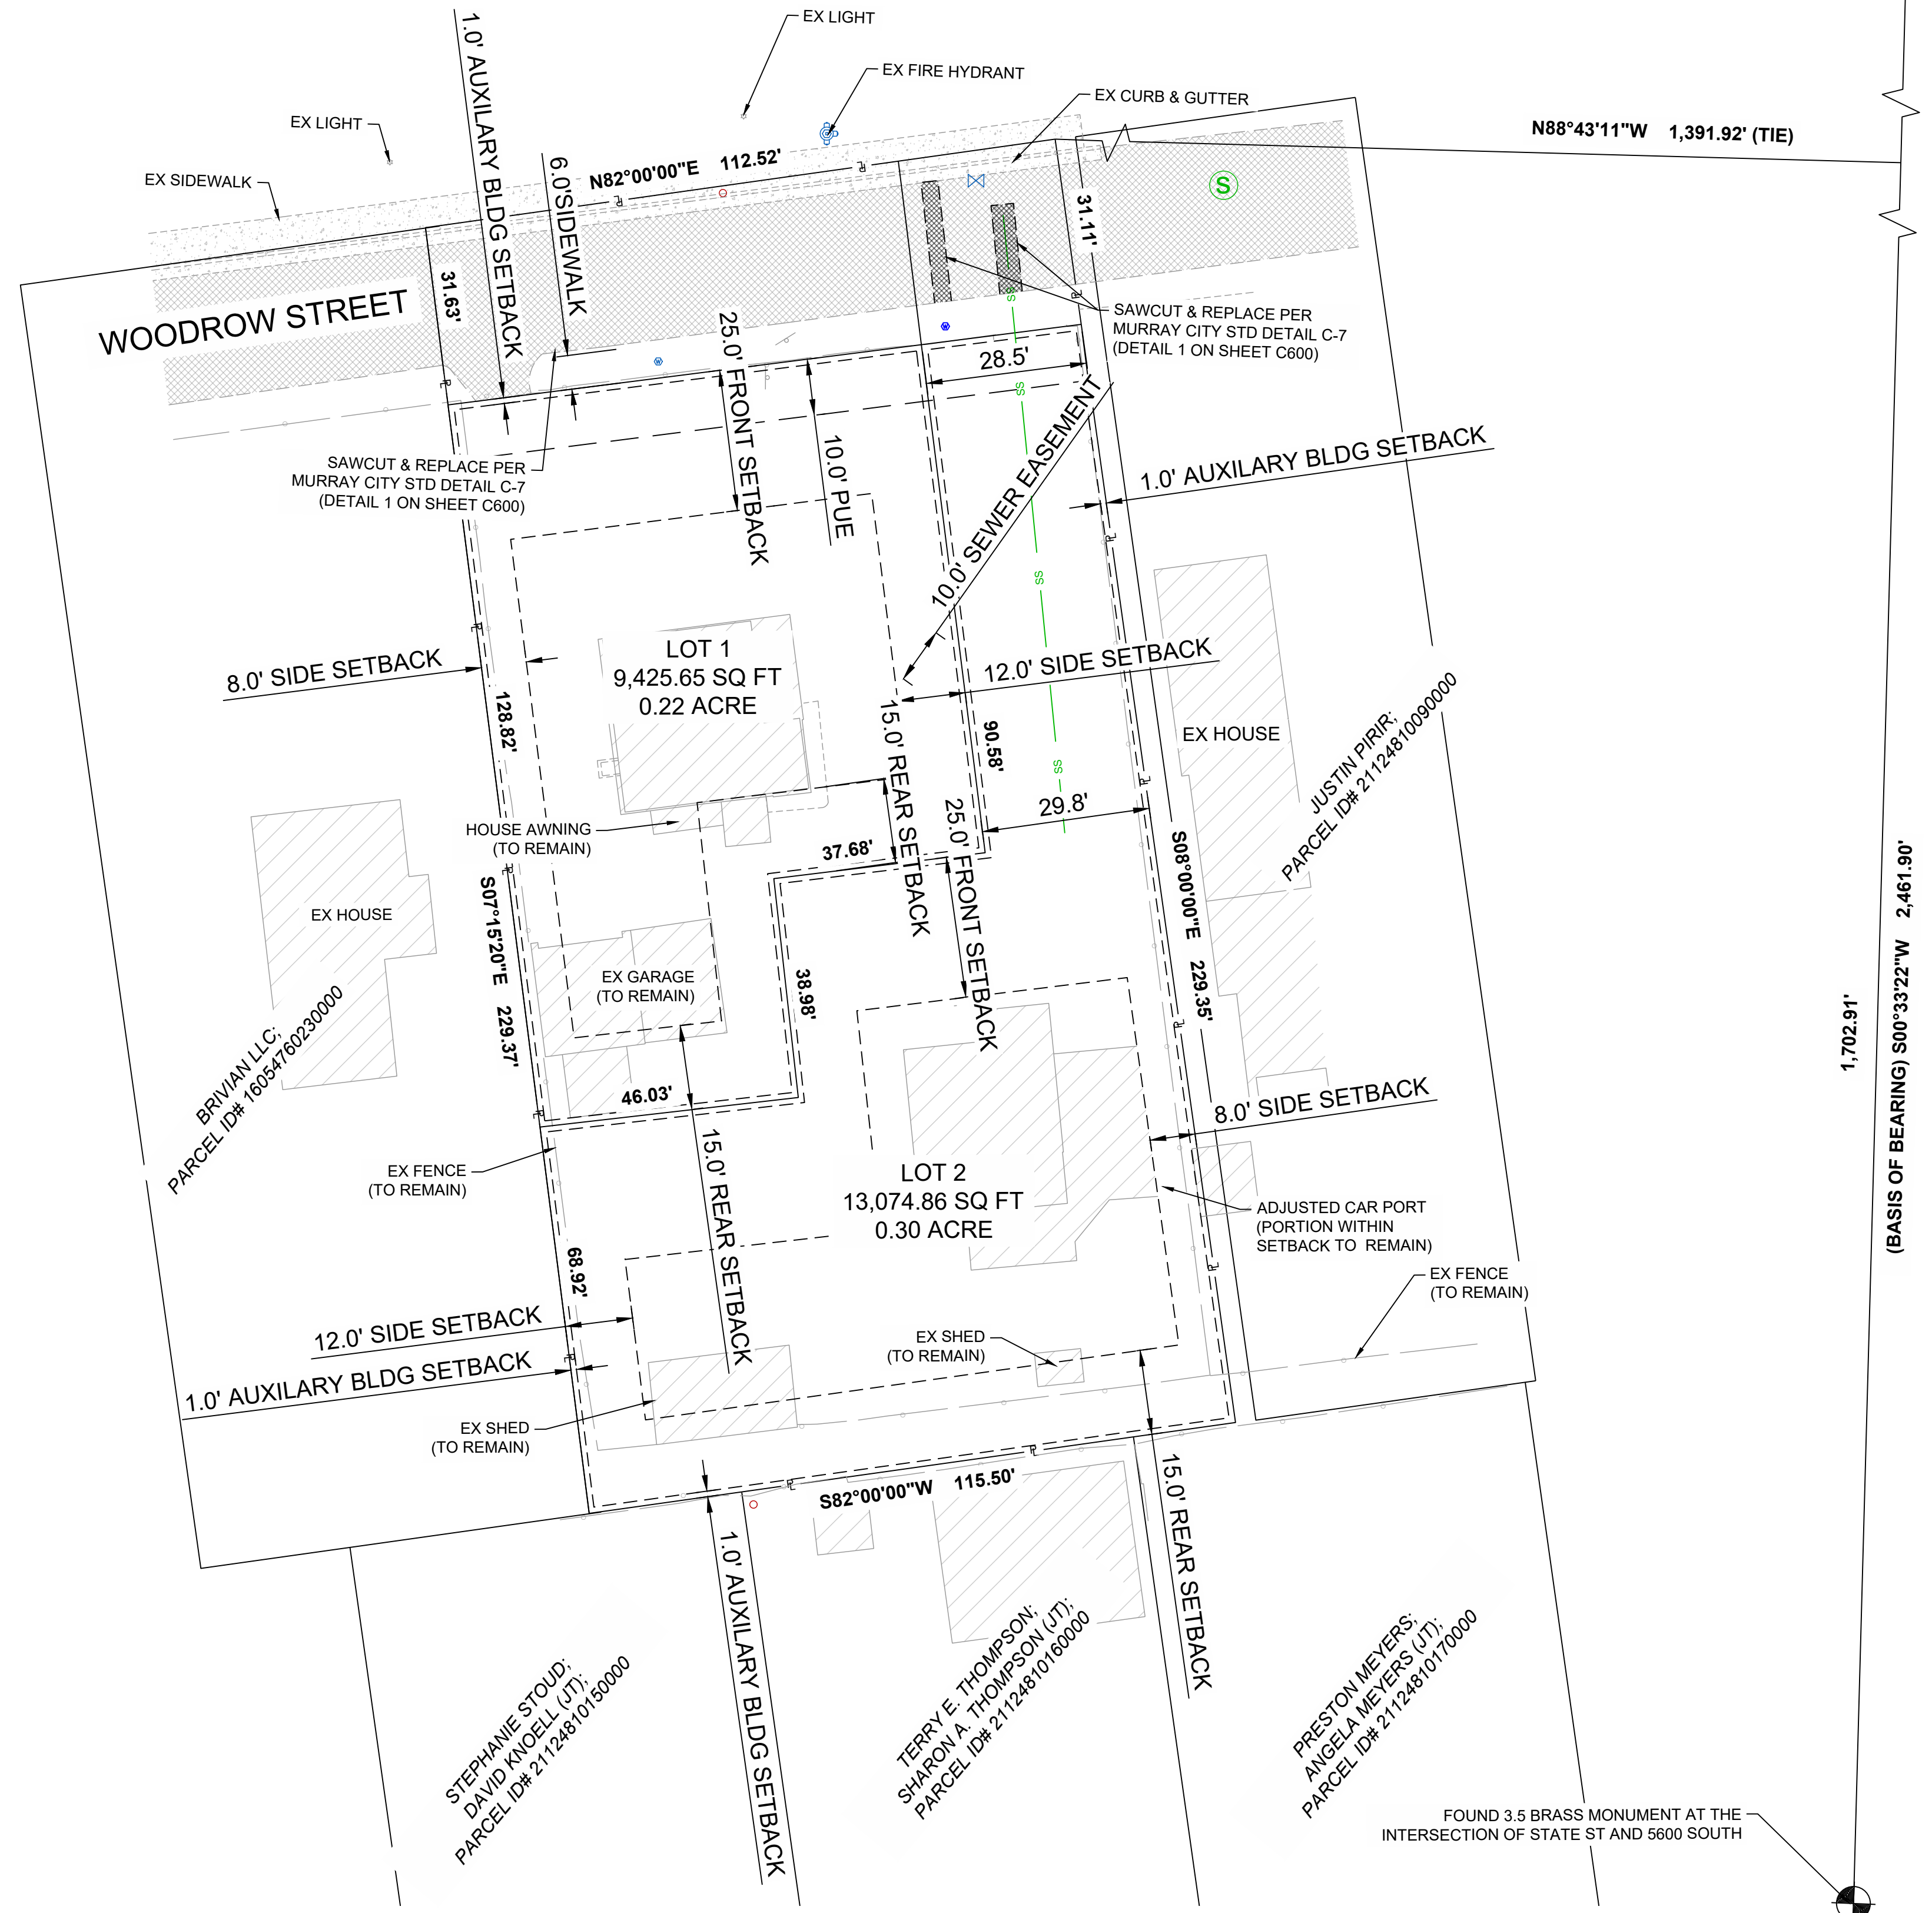 EX LIGHT
EX FIRE HYDRANT
EX CURB & GUTTER
N88°43'11"W 1,391.92' (TIE)
EX LIGHT
EX SIDEWALK
1.0' AUXILARY BLDG SETBACK
6.0'SIDEWALK
N82°00'00"E 112.52'
S
31.11'
31.63'
WOODROW STREET
SS
SAWCUT & REPLACE PER
MURRAY CITY STD DETAIL C-7
(DETAIL 1 ON SHEET C600)
25.0' FRONT SETBACK
10.0' PUE
28.5'
SS
10.0' SEWER EASEMENT
SAWCUT & REPLACE PER
MURRAY CITY STD DETAIL C-7
(DETAIL 1 ON SHEET C600)
1.0' AUXILARY BLDG SETBACK
SS
8.0' SIDE SETBACK
LOT 1
9,425.65 SQ FT
0.22 ACRE
12.0' SIDE SETBACK
128.82'
15.0' REAR SETBACK
90.58'
SS
EX HOUSE
JUSTIN PIRIR;
PARCEL ID# 21124810090000
HOUSE AWNING
(TO REMAIN)
37.68'
25.0' FRONT SETBACK
29.8'
S08°00'00"E 229.35'
EX HOUSE
S07°15'20"E 229.37'
EX GARAGE
(TO REMAIN)
38.98'
BRIVIAN LLC;
PARCEL ID# 16054760230000
46.03'
8.0' SIDE SETBACK
1,702.91'
(BASIS OF BEARING) S00°33'22"W 2,461.90'
EX FENCE
(TO REMAIN)
15.0' REAR SETBACK
LOT 2
13,074.86 SQ FT
0.30 ACRE
ADJUSTED CAR PORT
(PORTION WITHIN
SETBACK TO REMAIN)
68.92'
EX FENCE
(TO REMAIN)
12.0' SIDE SETBACK
1.0' AUXILARY BLDG SETBACK
EX SHED
(TO REMAIN)
EX SHED
(TO REMAIN)
S82°00'00"W 115.50'
15.0' REAR SETBACK
1.0' AUXILARY BLDG SETBACK
STEPHANIE STOUD;
DAVID KNOELL (JT);
PARCEL ID# 21124810150000
TERRY E. THOMPSON;
SHARON A. THOMPSON (JT);
PARCEL ID# 21124810160000
PRESTON MEYERS;
ANGELA MEYERS (JT);
PARCEL ID# 21124810170000
FOUND 3.5 BRASS MONUMENT AT THE
INTERSECTION OF STATE ST AND 5600 SOUTH